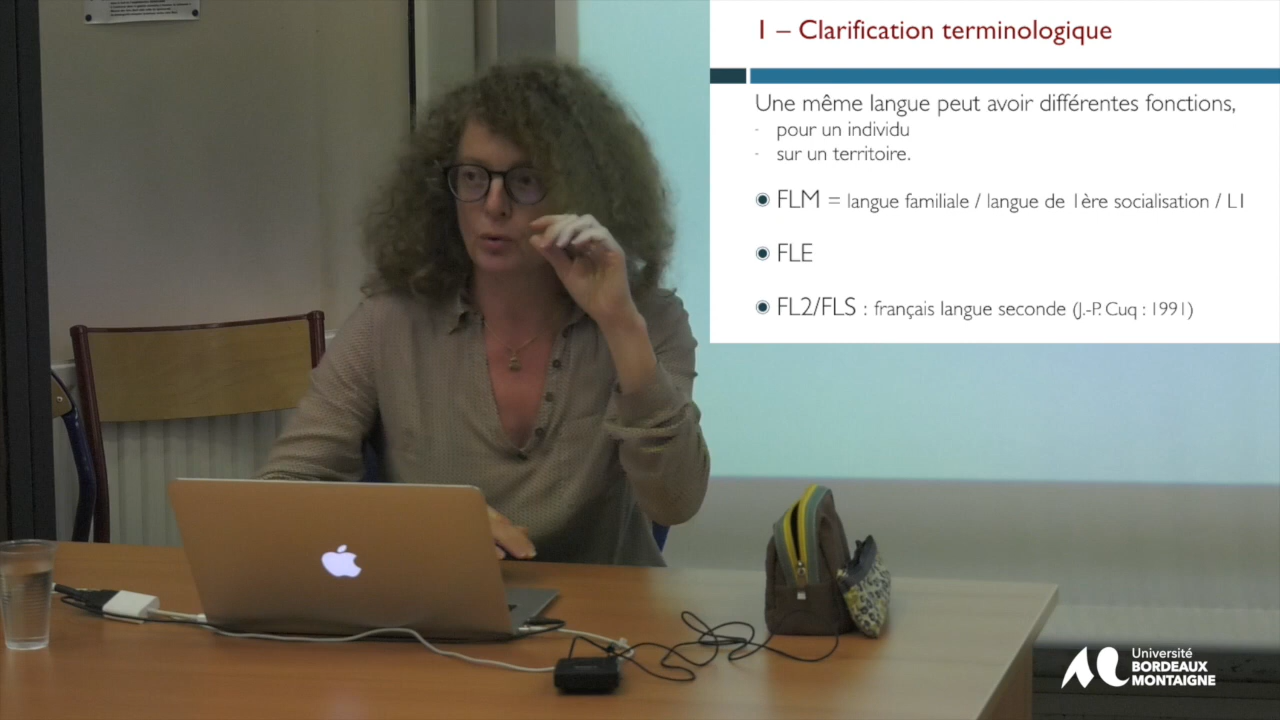 1 – Clarification terminologique
Une même langue peut avoir différentes fonctions,
- pour un individu
- sur un territoire.
FLM = langue familiale / langue de 1ère socialisation / L1
FLE
FL2/FLS : français langue seconde (J.-P. Cuq : 1991)
Université
BORDEAUX
MONTAIGNE